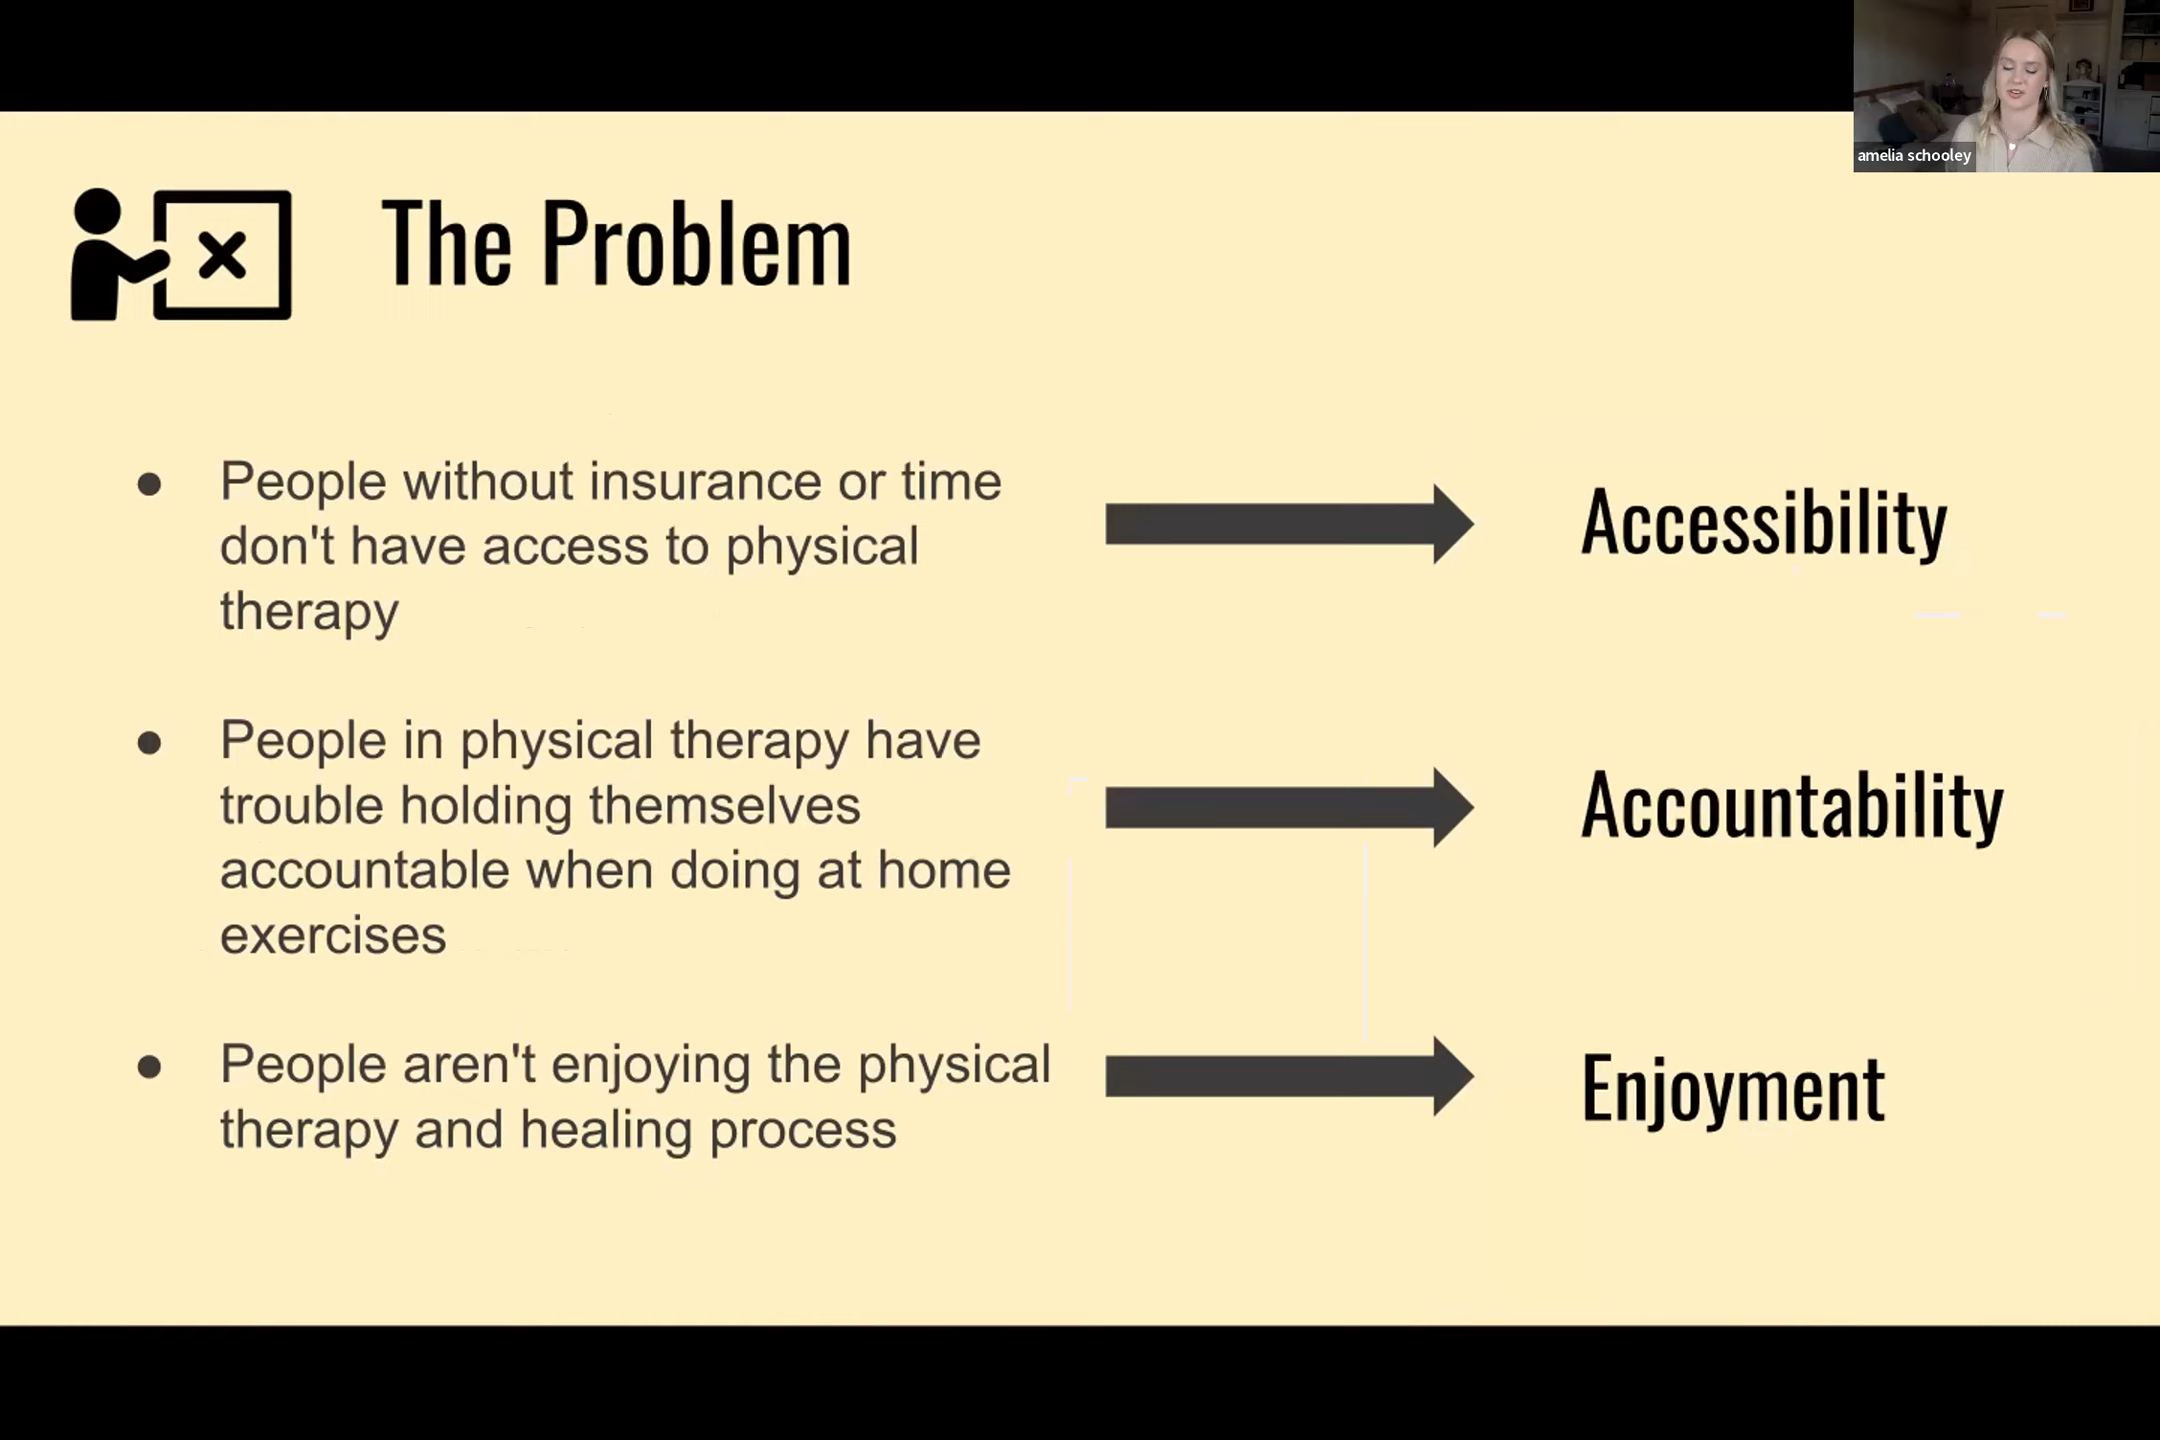 amelia schooley
The Problem
People without insurance or time
don't have access to physical
therapy
Accessibility
People in physical therapy have
trouble holding themselves
accountable when doing at home
exercises
Accountability
People aren't enjoying the physical
therapy and healing process
Enjoyment